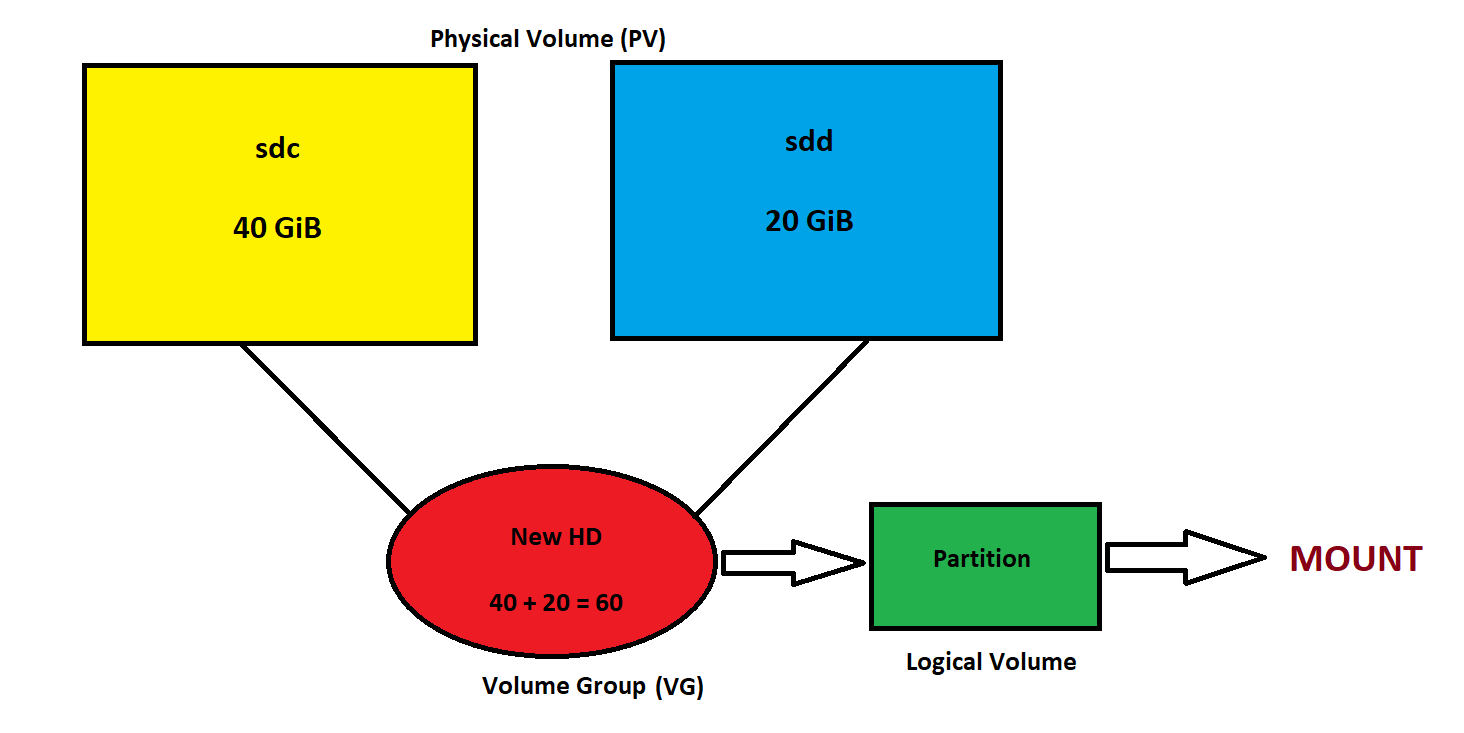 Physical Volume (PV)
sdc
40 GiB
sdd
20 GiB
New HD
40 + 20 = 60
Volume Group (VG)
Partition
Logical Volume
MOUNT